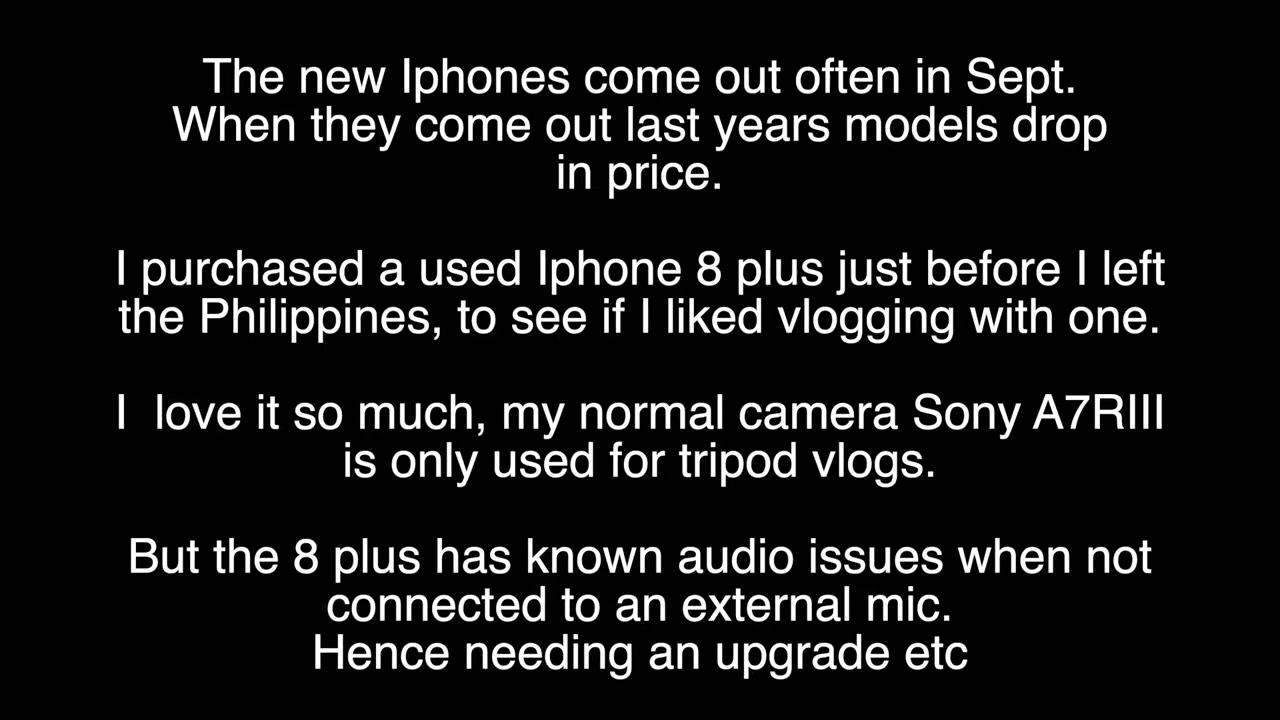 The new Iphones come out often in Sept.
When they come out last years models drop
in price.
I purchased a used Iphone 8 plus just before I left
the Philippines, to see if I liked vlogging with one.
I  love it so much, my normal camera Sony A7RIII
is only used for tripod vlogs.
But the 8 plus has known audio issues when not
connected to an external mic.
Hence needing an upgrade etc